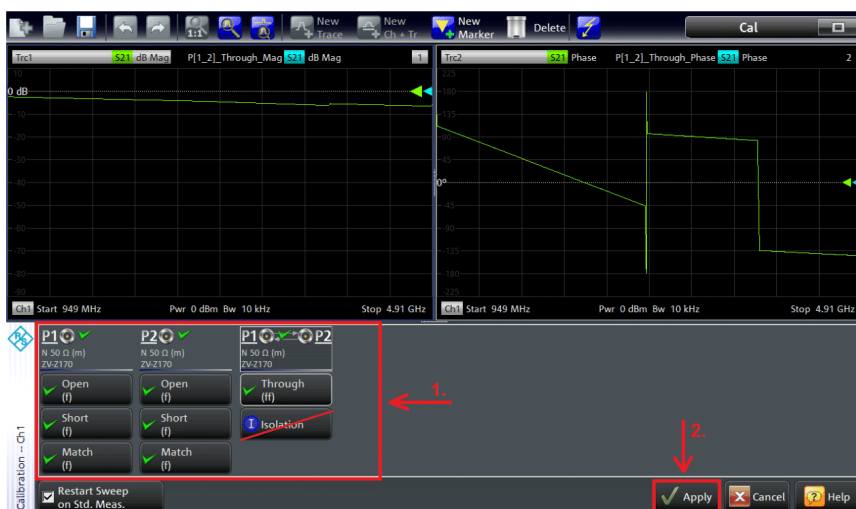 1:1
New Trace
New Ch + Tr
New Marker
Delete
Cal
Trc1 S21 dB Mag P[1_2]_Through_Mag S21 dB Mag 1
10
0 dB
-10
-20
-30
-40
-50
-60
-70
-80
-90
Ch1 Start 949 MHz Pwr 0 dBm Bw 10 kHz Stop 4.91 GHz
Trc2 S21 Phase P[1_2]_Through_Phase S21 Phase 2
225
180
135
90
45
0°
-45
-90
-135
-180
-225
Ch1 Start 949 MHz Pwr 0 dBm Bw 10 kHz Stop 4.91 GHz
R&S
Calibration -- Ch1
P1
N 50 Ω (m)
ZV-Z170
Open
(f)
Short
(f)
Match
(f)
P2
N 50 Ω (m)
ZV-Z170
Open
(f)
Short
(f)
Match
(f)
P1 P2
N 50 Ω (m)
ZV-Z170
Through
(ff)
I Isolation
1.
2.
Restart Sweep
on Std. Meas.
Apply
Cancel
Help